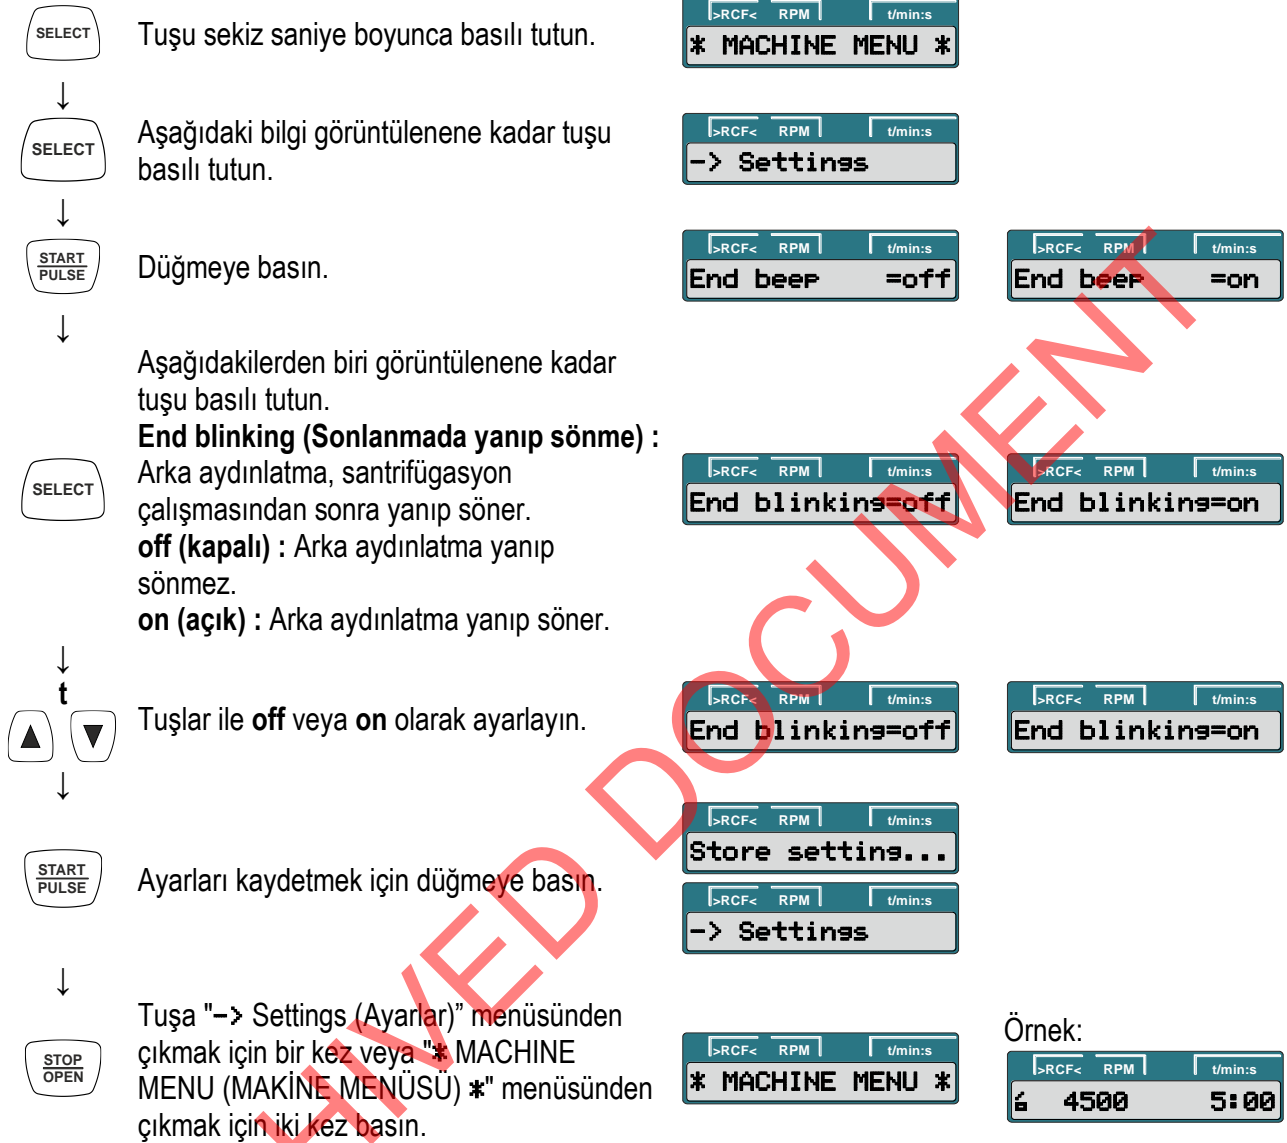 SELECT
Tuşu sekiz saniye boyunca basılı tutun.
>RCF< RPM t/min:s
* MACHINE MENU *
↓
SELECT
Aşağıdaki bilgi görüntülenene kadar tuşu
basılı tutun.
>RCF< RPM t/min:s
-> Settings
↓
START
PULSE
Düğmeye basın.
>RCF< RPM t/min:s
End beep =off
>RCF< RPM t/min:s
End beep =on
↓
Aşağıdakilerden biri görüntülenene kadar
tuşu basılı tutun.
End blinking (Sonlanmada yanıp sönme) :
SELECT
Arka aydınlatma, santrifügasyon
çalışmasından sonra yanıp söner.
off (kapalı) : Arka aydınlatma yanıp
sönmez.
on (açık) : Arka aydınlatma yanıp söner.
>RCF< RPM t/min:s
End blinking=off
>RCF< RPM t/min:s
End blinking=on
↓
t
▲ ▼
Tuşlar ile off veya on olarak ayarlayın.
>RCF< RPM t/min:s
End blinking=off
>RCF< RPM t/min:s
End blinking=on
↓
START
PULSE
Ayarları kaydetmek için düğmeye basın.
>RCF< RPM t/min:s
Store setting...
>RCF< RPM t/min:s
-> Settings
↓
STOP
OPEN
Tuşa "-> Settings (Ayarlar)” menüsünden
çıkmak için bir kez veya "* MACHINE
MENU (MAKİNE MENÜSÜ) *" menüsünden
çıkmak için iki kez basın.
>RCF< RPM t/min:s
* MACHINE MENU *
Örnek:
>RCF< RPM t/min:s
4500 5:00
HIVED DOCUMENT